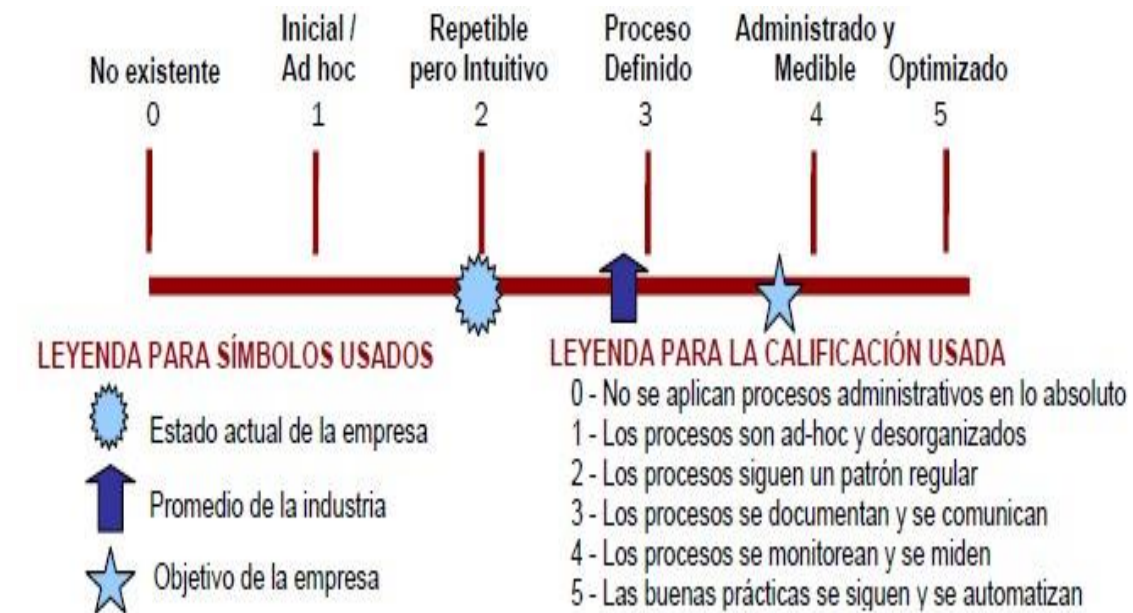 No existente
Inicial /
Ad hoc
Repetible
pero Intuitivo
Proceso
Definido
Administrado y
Medible
Optimizado
0 1 2 3 4 5
LEYENDA PARA SÍMBOLOS USADOS
Estado actual de la empresa
Promedio de la industria
Objetivo de la empresa
LEYENDA PARA LA CALIFICACIÓN USADA
0 - No se aplican procesos administrativos en lo absoluto
1 - Los procesos son ad-hoc y desorganizados
2 - Los procesos siguen un patrón regular
3 - Los procesos se documentan y se comunican
4 - Los procesos se monitorean y se miden
5 - Las buenas prácticas se siguen y se automatizan